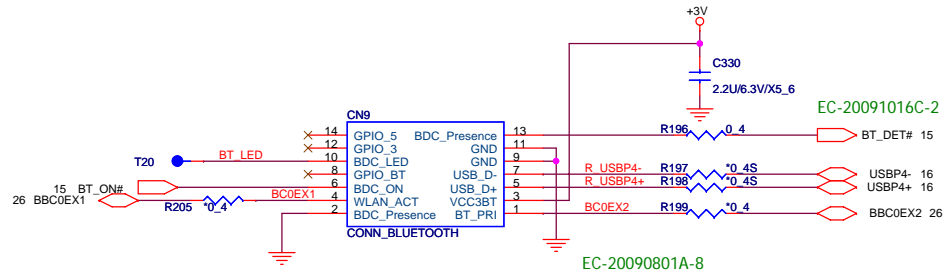 +3V
C330
2.2U/6.3V/X5_6
EC-20091016C-2
CN9
14 GPIO_5 BDC_Presence 13 R196 0_4 BT_DET# 15
12 GPIO_3 GND 11
T20 BT_LED 10 BDC_LED GND 9
8 GPIO_BT USB_D- 7 R_USBP4- R197 *0_4S USBP4- 16
15 BT_ON# 6 BDC_ON USB_D+ 5 R_USBP4+ R198 *0_4S USBP4+ 16
26 BBC0EX1 R205 *0_4 BC0EX1 4 WLAN_ACT VCC3BT 3
2 BDC_Presence BT_PRI 1 BC0EX2 R199 *0_4 BBC0EX2 26
CONN_BLUETOOTH
EC-20090801A-8